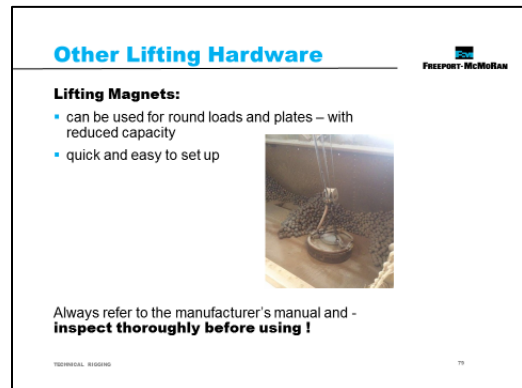 Other Lifting Hardware
FREEPORT-MCMORAN
Lifting Magnets:
▪ can be used for round loads and plates – with
reduced capacity
▪ quick and easy to set up
Always refer to the manufacturer's manual and -
inspect thoroughly before using !
TECHNICAL RIGGING